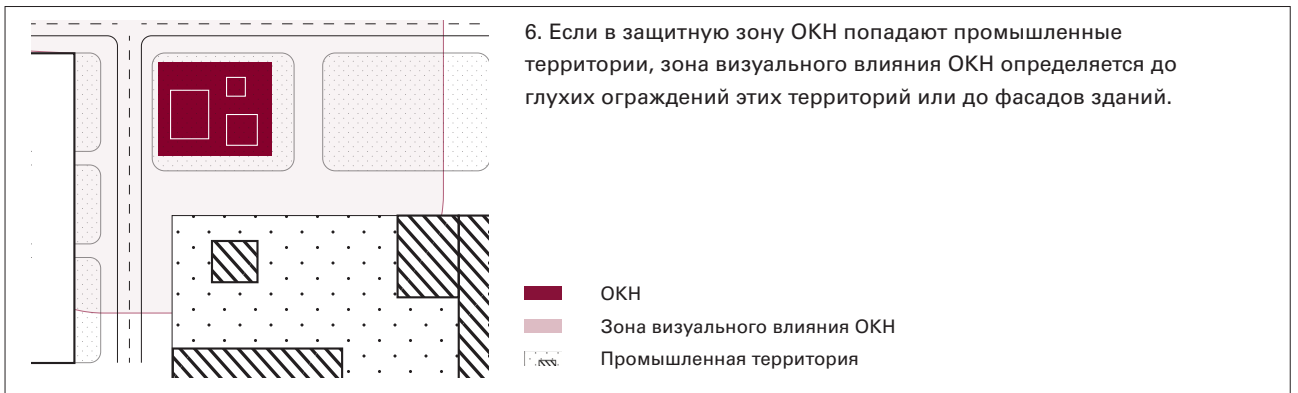 6. Если в защитную зону ОКН попадают промышленные
территории, зона визуального влияния ОКН определяется до
глухих ограждений этих территорий или до фасадов зданий.
ОКН
Зона визуального влияния ОКН
Промышленная территория